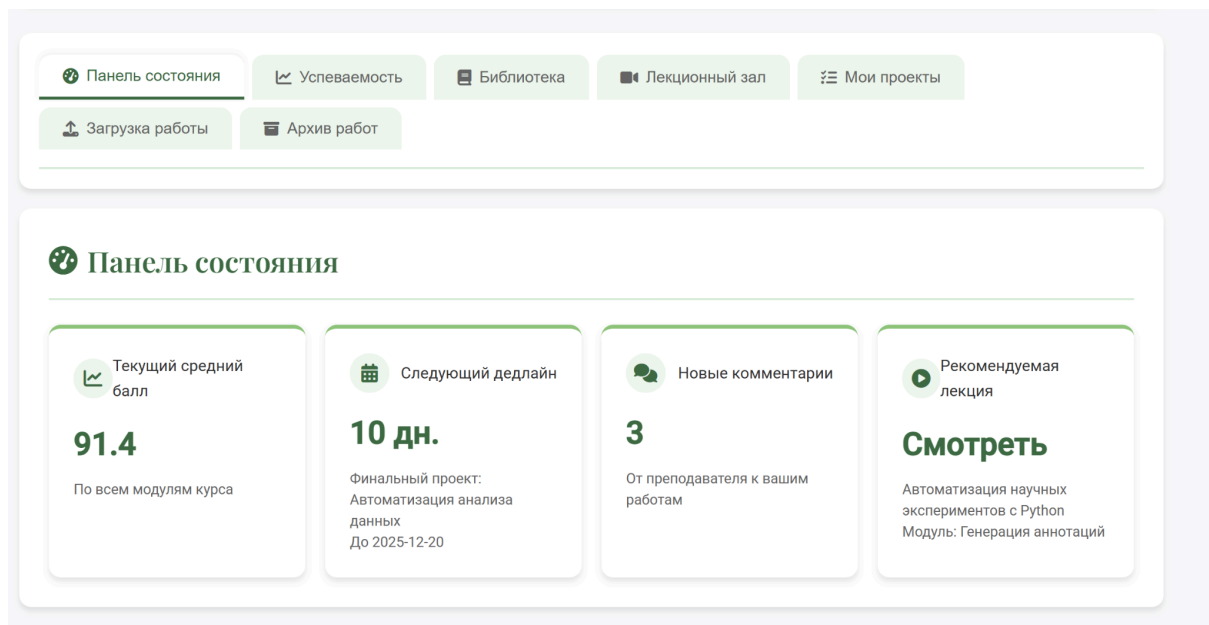 Панель состояния
Успеваемость
Библиотека
Лекционный зал
Мои проекты
Загрузка работы
Архив работ
Панель состояния
Текущий средний
балл
91.4
По всем модулям курса
Следующий дедлайн
10 дн.
Финальный проект:
Автоматизация анализа
данных
До 2025-12-20
Новые комментарии
3
От преподавателя к вашим
работам
Рекомендуемая
лекция
Смотреть
Автоматизация научных
экспериментов с Python
Модуль: Генерация аннотаций